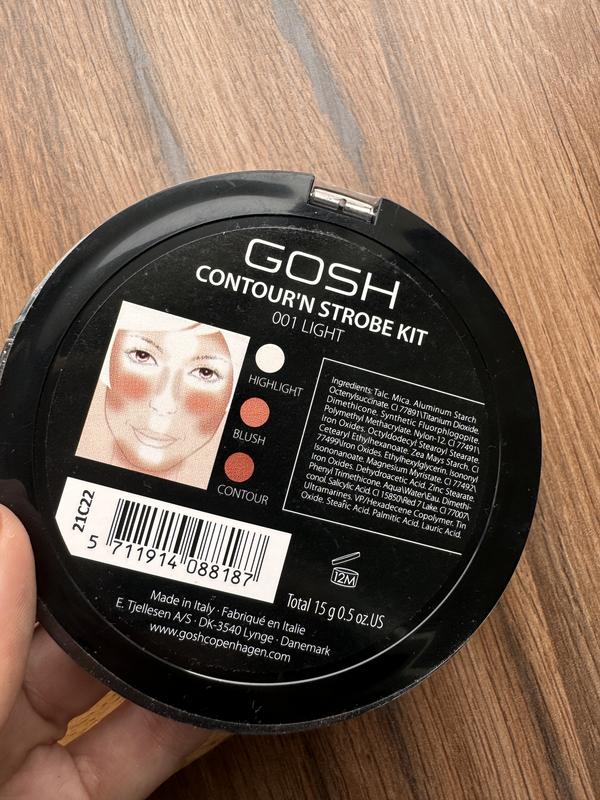 GOSH
CONTOUR'N STROBE KIT
001 LIGHT
HIGHLIGHT
BLUSH
CONTOUR
Ingredients: Talc. Mica. Aluminum Starch
Octenylsuccinate. CI 77891\Titanium Dioxide.
Dimethicone. Synthetic Fluorphlogopite.
Polymethyl Methacrylate. Nylon-12. CI 77491\
Iron Oxides. Octyldodecyl Stearoyl Stearate.
Cetearyl Ethylhexanoate. Zea Mays Starch. CI
77499\Iron Oxides. Ethylhexylglycerin. Isononyl
Isononanoate. Magnesium Myristate. CI 77492\
Iron Oxides. Dehydroacetic Acid. Zinc Stearate.
Phenyl Trimethicone. Aqua\Water\Eau. Dimethi-
conol. Salicylic Acid. CI 15850\Red 7 Lake. CI 77007\
Ultramarines. VP/Hexadecene Copolymer. Tin
Oxide. Stearic Acid. Palmitic Acid. Lauric Acid.
21C22
5 711914 088187
12M
Total 15 g 0.5 oz.US
Made in Italy · Fabriqué en Italie
E. Tjellesen A/S · DK-3540 Lynge · Danemark
www.goshcopenhagen.com